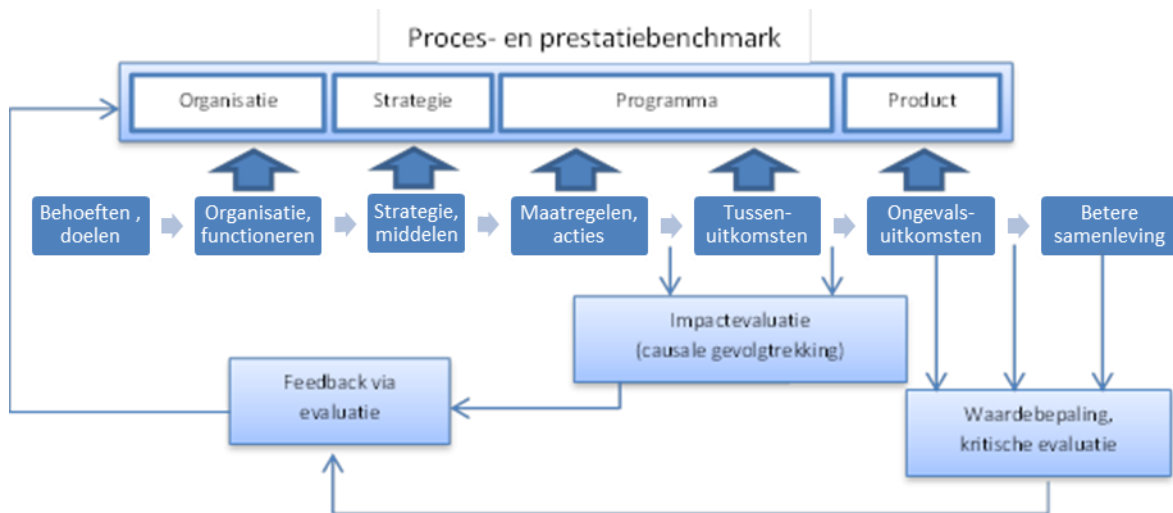 Proces- en prestatiebenchmark
Organisatie
Strategie
Programma
Product
Behoeften ,
doelen
Organisatie,
functioneren
Strategie,
middelen
Maatregelen,
acties
Tussen-
uitkomsten
Ongevals-
uitkomsten
Betere
samenleving
Impactevaluatie
(causale gevolgtrekking)
Feedback via
evaluatie
Waardebepaling,
kritische evaluatie